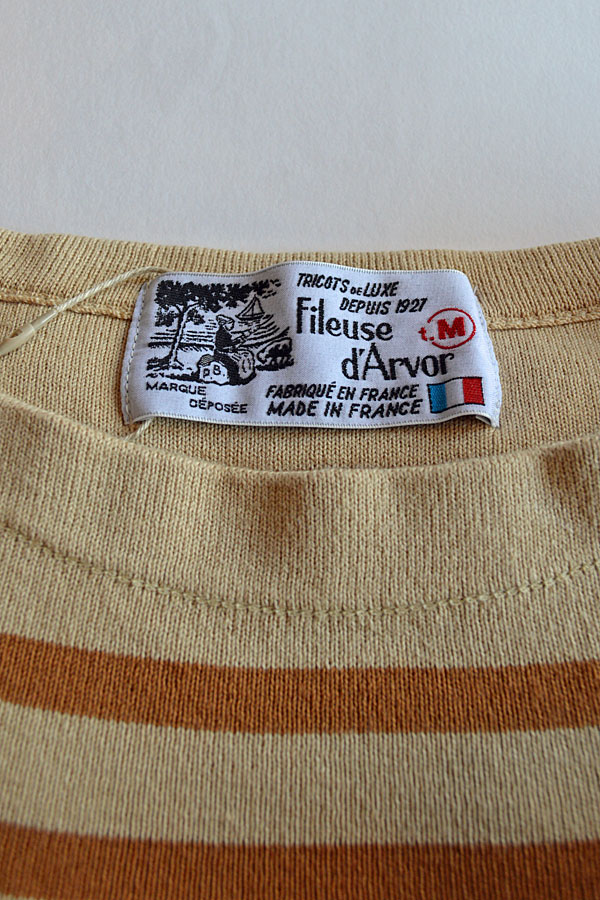 TRICOTS DE LUXE
DEPUIS 1927
Fileuse
d'Arvor
t.M
P.B
MARQUE
DÉPOSÉE
FABRIQUÉ EN FRANCE
MADE IN FRANCE